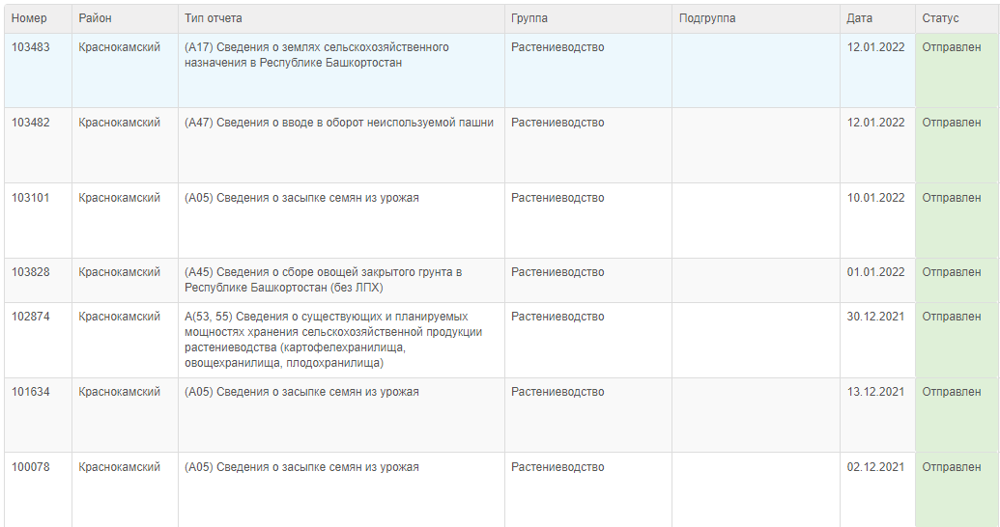 Номер Район Тип отчета Группа Подгруппа Дата Статус
103483 Краснокамский (А17) Сведения о землях сельскохозяйственного Растениеводство 12.01.2022 Отправлен
назначения в Республике Башкортостан
103482 Краснокамский (А47) Сведения о вводе в оборот неиспользуемой пашни Растениеводство 12.01.2022 Отправлен
103101 Краснокамский (А05) Сведения о засыпке семян из урожая Растениеводство 10.01.2022 Отправлен
103828 Краснокамский (А45) Сведения о сборе овощей закрытого грунта в Растениеводство 01.01.2022 Отправлен
Республике Башкортостан (без ЛПХ)
102874 Краснокамский А(53, 55) Сведения о существующих и планируемых Растениеводство 30.12.2021 Отправлен
мощностях хранения сельскохозяйственной продукции
растениеводства (картофелехранилища,
овощехранилища, плодохранилища)
101634 Краснокамский (А05) Сведения о засыпке семян из урожая Растениеводство 13.12.2021 Отправлен
100078 Краснокамский (А05) Сведения о засыпке семян из урожая Растениеводство 02.12.2021 Отправлен